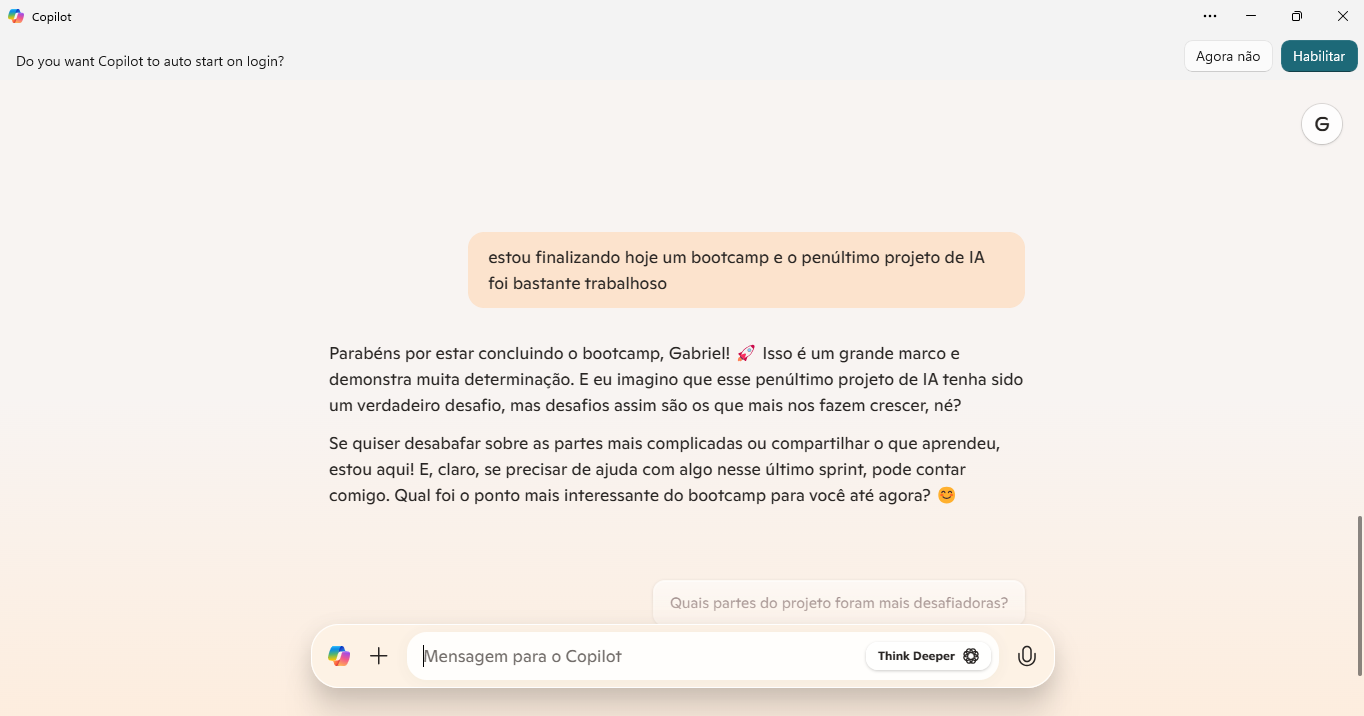 Copilot
Do you want Copilot to auto start on login?
Agora não
Habilitar
G
estou finalizando hoje um bootcamp e o penúltimo projeto de IA
foi bastante trabalhoso
Parabéns por estar concluindo o bootcamp, Gabriel! 🚀 Isso é um grande marco e
demonstra muita determinação. E eu imagino que esse penúltimo projeto de IA tenha sido
um verdadeiro desafio, mas desafios assim são os que mais nos fazem crescer, né?
Se quiser desabafar sobre as partes mais complicadas ou compartilhar o que aprendeu,
estou aqui! E, claro, se precisar de ajuda com algo nesse último sprint, pode contar
comigo. Qual foi o ponto mais interessante do bootcamp para você até agora? 😊
Quais partes do projeto foram mais desafiadoras?
Mensagem para o Copilot
Think Deeper